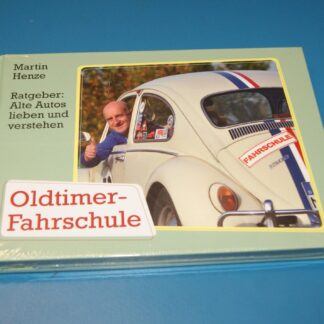 Martin
Henze
Ratgeber:
Alte Autos
lieben und
verstehen
FAHRSCHULE
Oldtimer-
Fahrschule